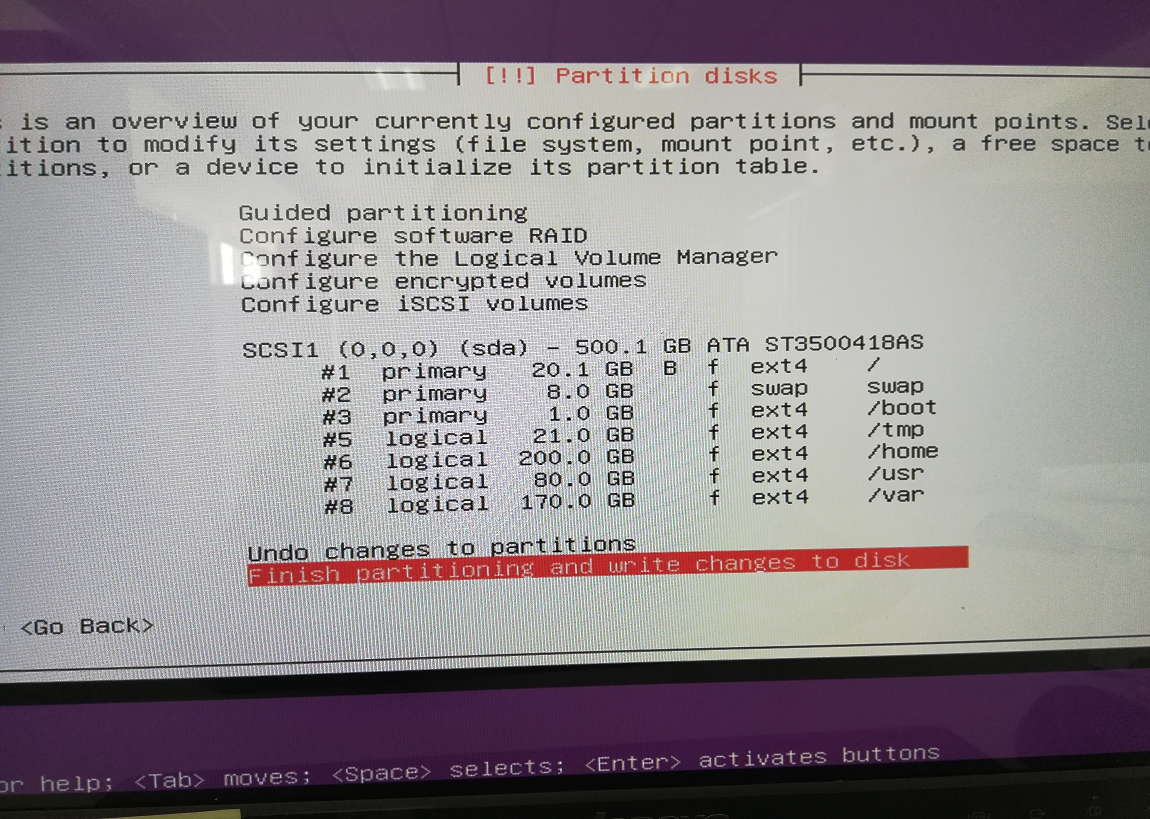 [!!] Partition disks
is an overview of your currently configured partitions and mount points. Sel
ition to modify its settings (file system, mount point, etc.), a free space t
itions, or a device to initialize its partition table.
Guided partitioning
Configure software RAID
Configure the Logical Volume Manager
Configure encrypted volumes
Configure iSCSI volumes
SCSI1 (0,0,0) (sda) - 500.1 GB ATA ST3500418AS
#1 primary 20.1 GB B f ext4 /
#2 primary 8.0 GB f swap swap
#3 primary 1.0 GB f ext4 /boot
#5 logical 21.0 GB f ext4 /tmp
#6 logical 200.0 GB f ext4 /home
#7 logical 80.0 GB f ext4 /usr
#8 logical 170.0 GB f ext4 /var
Undo changes to partitions
Finish partitioning and write changes to disk
<Go Back>
or help; <Tab> moves; <Space> selects; <Enter> activates buttons